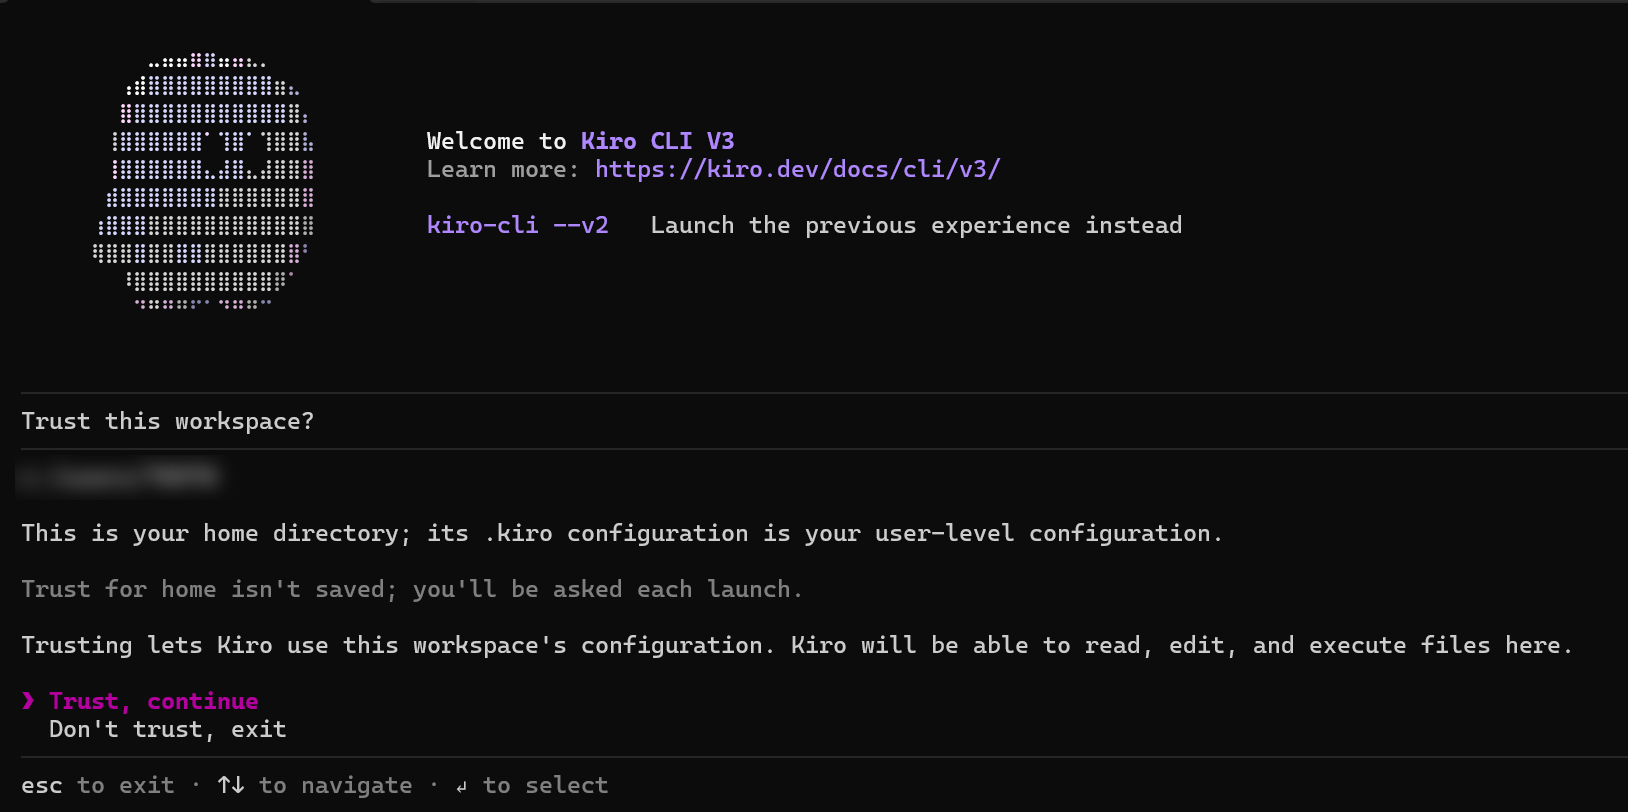 Welcome to Kiro CLI V3
Learn more: https://kiro.dev/docs/cli/v3/
kiro-cli --v2   Launch the previous experience instead
Trust this workspace?
This is your home directory; its .kiro configuration is your user-level configuration.
Trust for home isn't saved; you'll be asked each launch.
Trusting lets Kiro use this workspace's configuration. Kiro will be able to read, edit, and execute files here.
❯ Trust, continue
Don't trust, exit
esc to exit · ↑↓ to navigate · ↵ to select